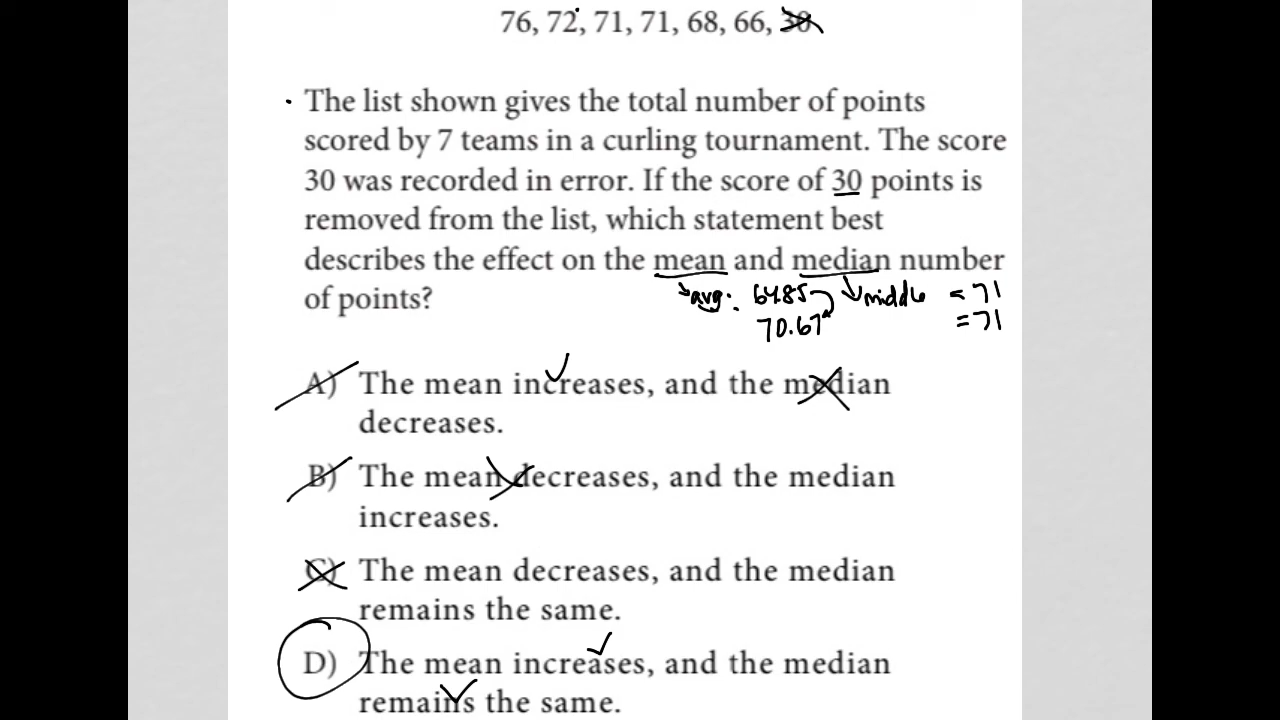 76, 72, 71, 71, 68, 66, 30
The list shown gives the total number of points
scored by 7 teams in a curling tournament. The score
30 was recorded in error. If the score of 30 points is
removed from the list, which statement best
describes the effect on the mean and median number
of points?
avg: 64.85 middle = 71
70.67 = 71
A) The mean increases, and the median
decreases.
B) The mean decreases, and the median
increases.
C) The mean decreases, and the median
remains the same.
D) The mean increases, and the median
remains the same.